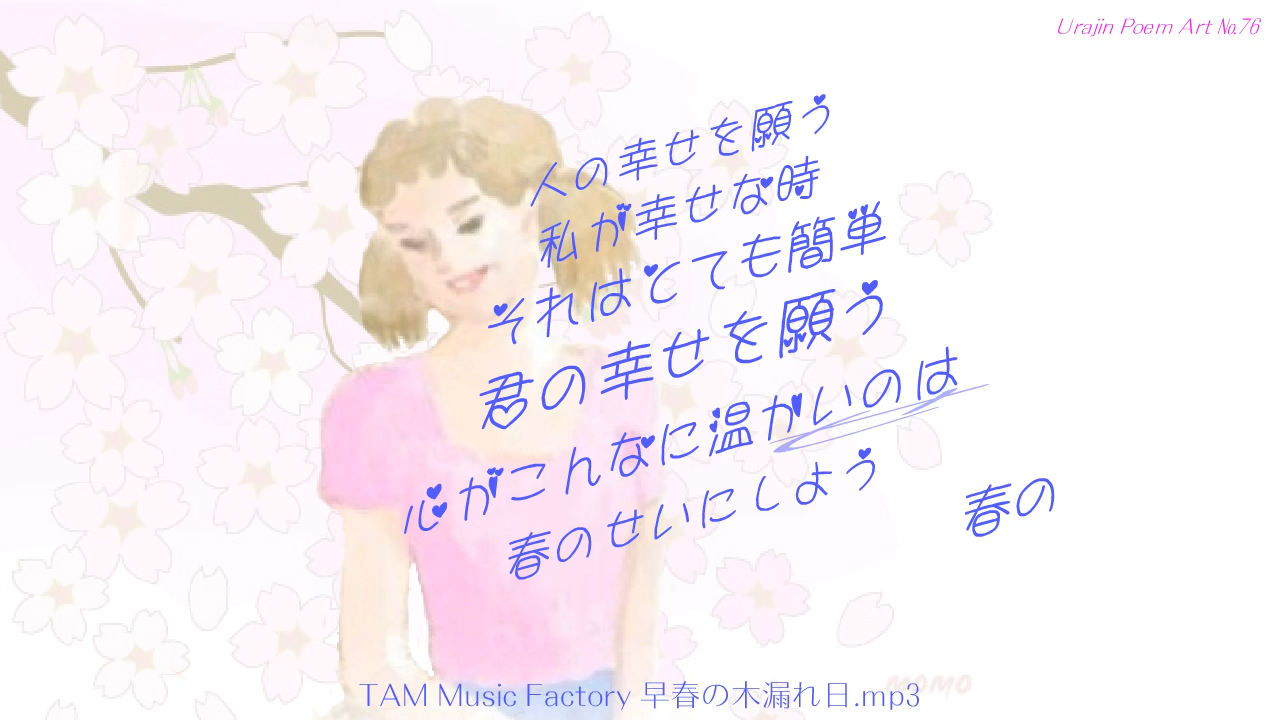 Urajin Poem Art №76
人の幸せを願う
私が幸せな時
それはとても簡単
君の幸せを願う
心がこんなに温かいのは
春のせいにしよう
春の
MOMO
TAM Music Factory 早春の木漏れ日.mp3